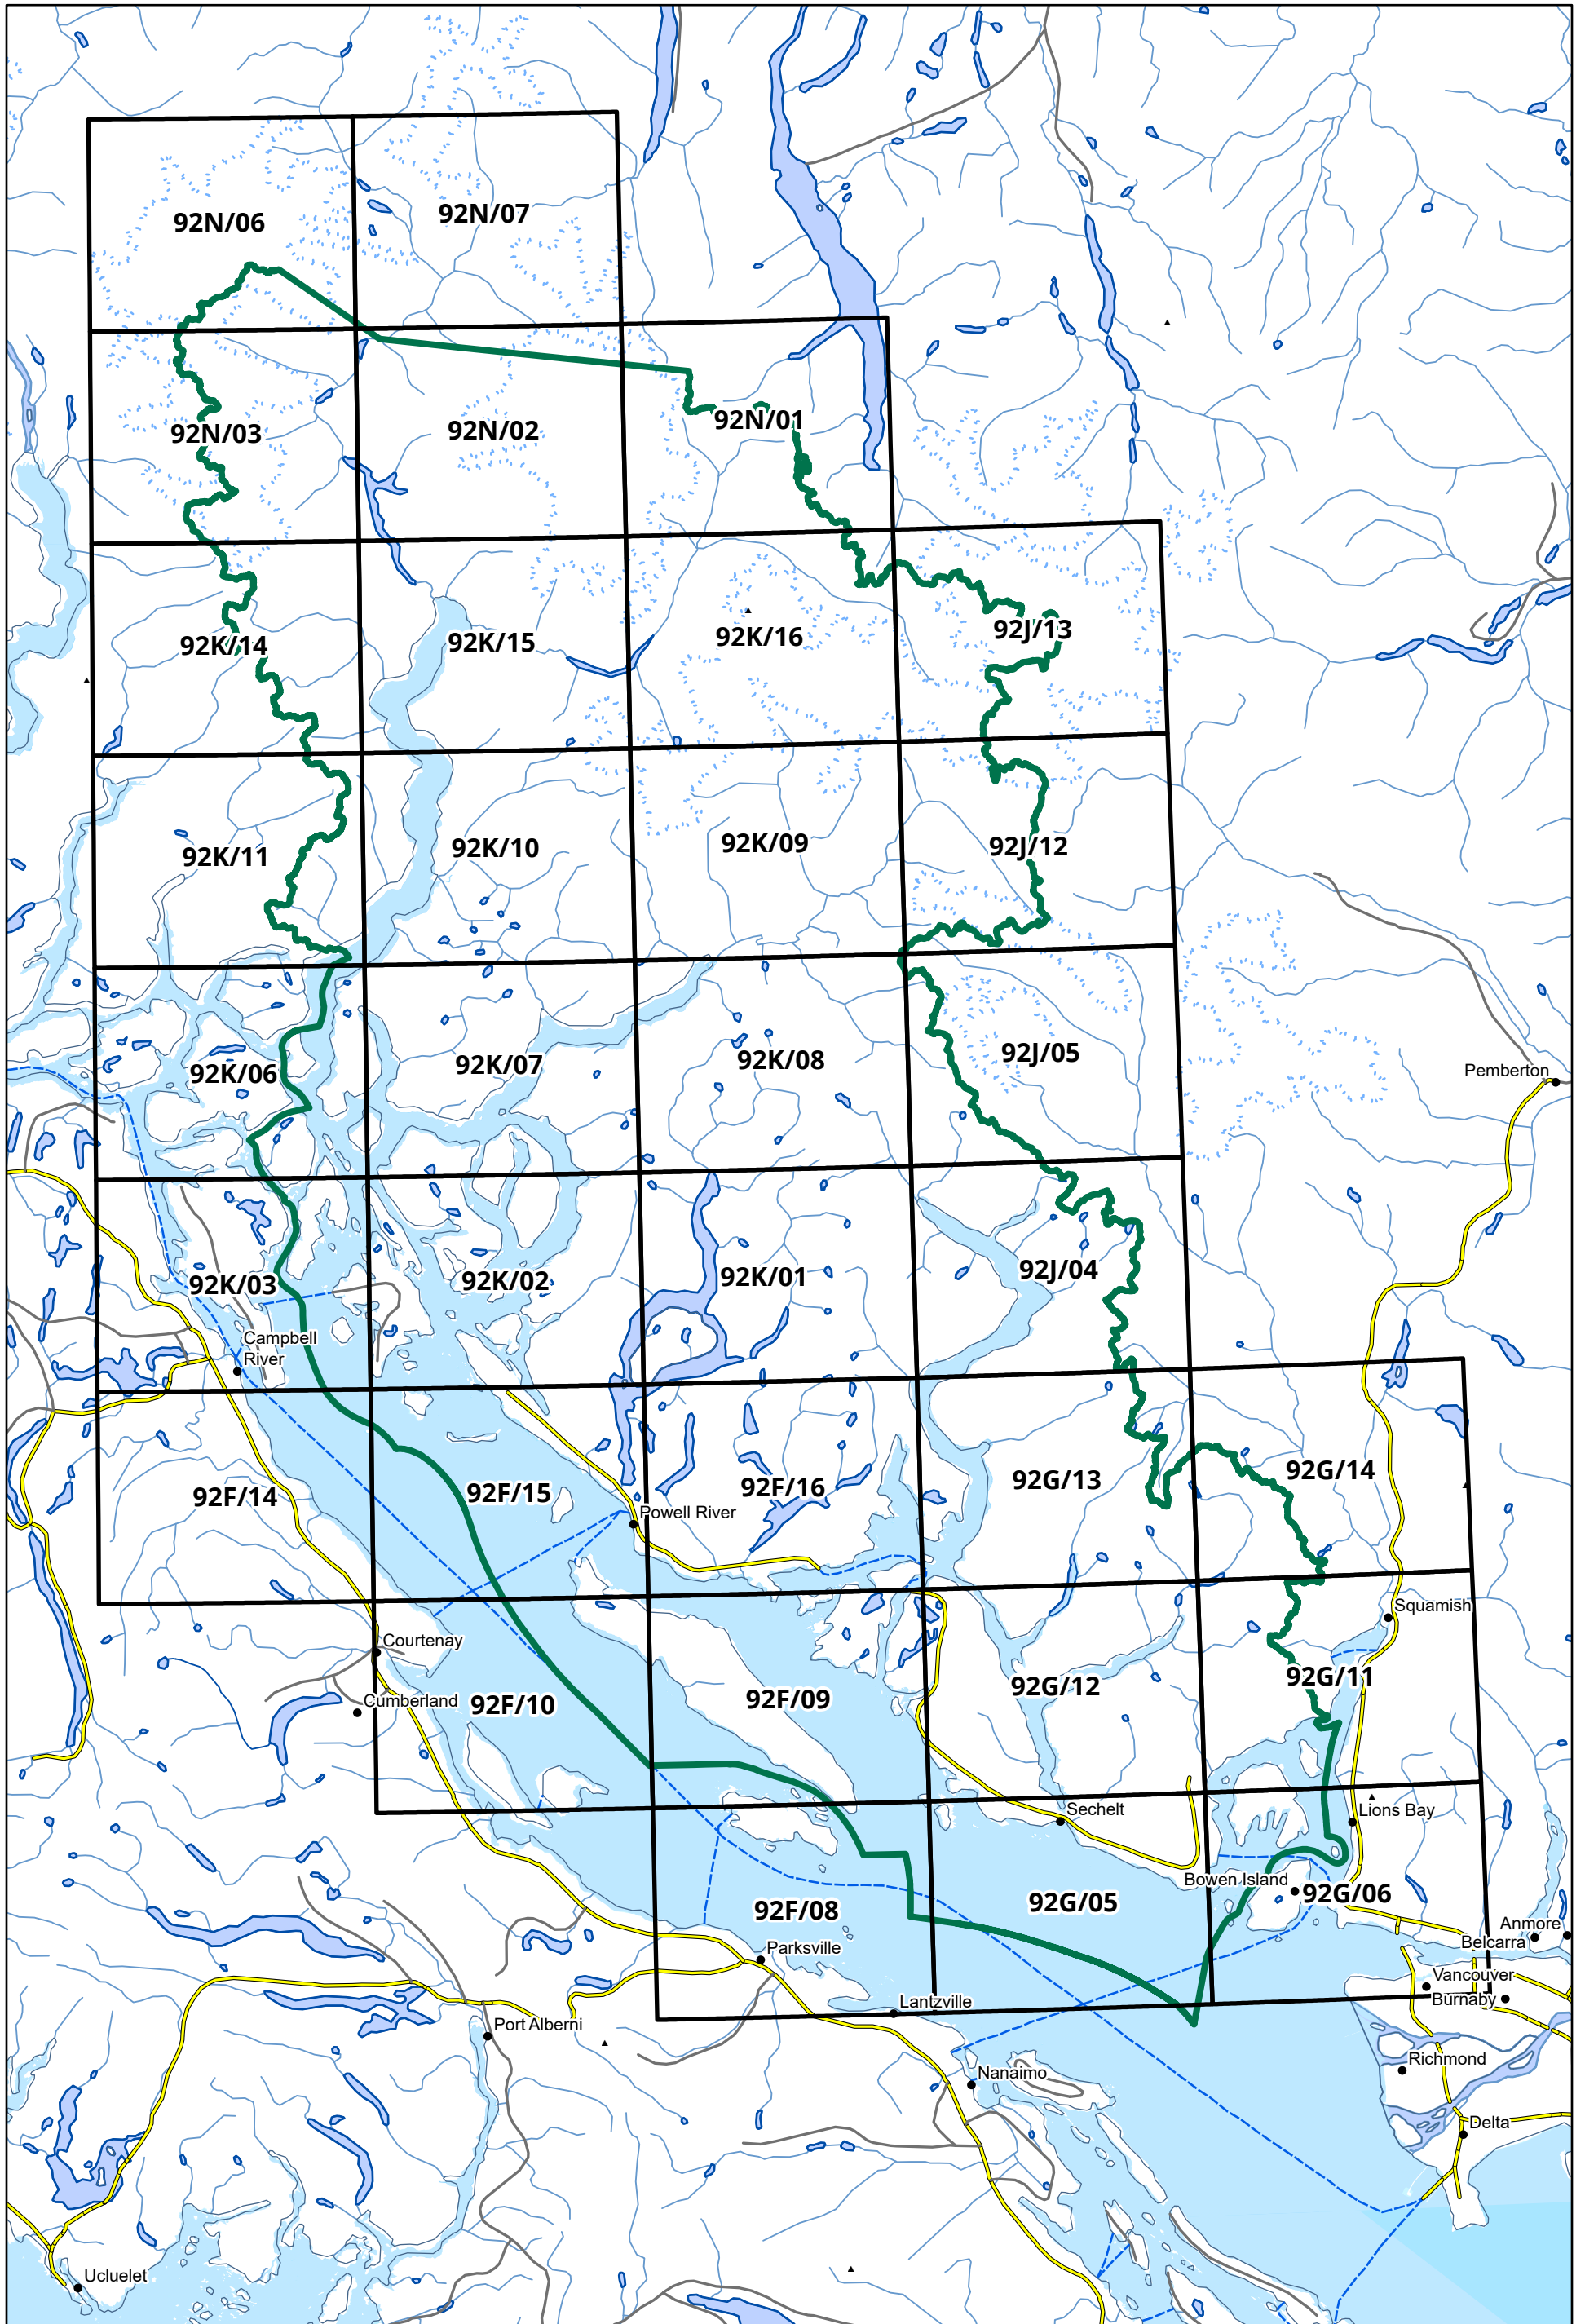 92N/06
92N/07
92N/03
92N/02
92N/01
92K/14
92K/15
92K/16
92J/13
92K/11
92K/10
92K/09
92J/12
92K/06
92K/07
92K/08
92J/05
Pemberton
92K/03
92K/02
92K/01
92J/04
Campbell
River
92F/14
92F/15
92F/16
92G/13
92G/14
Powell River
Squamish
Courtenay
Cumberland
92F/10
92F/09
92G/12
92G/11
Sechelt
Lions Bay
Bowen Island
92F/08
92G/05
92G/06
Anmore
Belcarra
Parksville
Vancouver
Burnaby
Lantzville
Port Alberni
Richmond
Nanaimo
Delta
Ucluelet